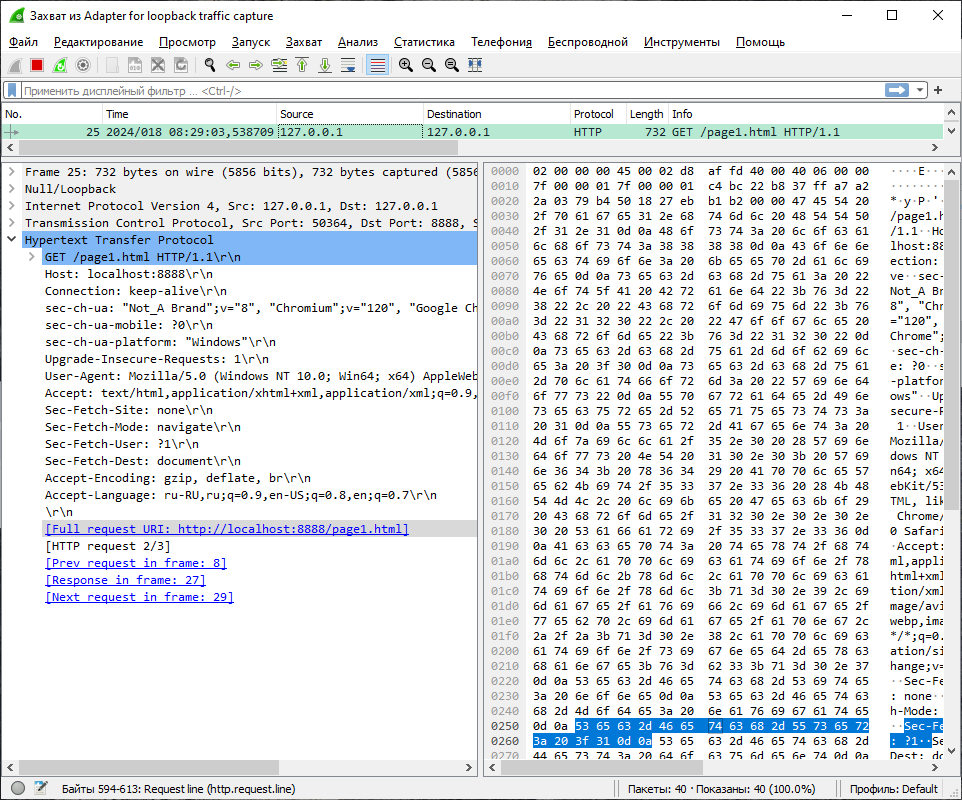 Захват из Adapter for loopback traffic capture
Файл Редактирование Просмотр Запуск Захват Анализ Статистика Телефония Беспроводной Инструменты Помощь
Применить дисплейный фильтр ... <Ctrl-/>
No. Time Source Destination Protocol Length Info
25 2024/018 08:29:03,538709 127.0.0.1 127.0.0.1 HTTP 732 GET /page1.html HTTP/1.1
Frame 25: 732 bytes on wire (5856 bits), 732 bytes captured (5856
Null/Loopback
Internet Protocol Version 4, Src: 127.0.0.1, Dst: 127.0.0.1
Transmission Control Protocol, Src Port: 50364, Dst Port: 8888, S
Hypertext Transfer Protocol
GET /page1.html HTTP/1.1\r\n
Host: localhost:8888\r\n
Connection: keep-alive\r\n
sec-ch-ua: "Not_A Brand";v="8", "Chromium";v="120", "Google Ch
sec-ch-ua-mobile: ?0\r\n
sec-ch-ua-platform: "Windows"\r\n
Upgrade-Insecure-Requests: 1\r\n
User-Agent: Mozilla/5.0 (Windows NT 10.0; Win64; x64) AppleWeb
Accept: text/html,application/xhtml+xml,application/xml;q=0.9,
Sec-Fetch-Site: none\r\n
Sec-Fetch-Mode: navigate\r\n
Sec-Fetch-User: ?1\r\n
Sec-Fetch-Dest: document\r\n
Accept-Encoding: gzip, deflate, br\r\n
Accept-Language: ru-RU,ru;q=0.9,en-US;q=0.8,en;q=0.7\r\n
\r\n
[Full request URI: http://localhost:8888/page1.html]
[HTTP request 2/3]
[Prev request in frame: 8]
[Response in frame: 27]
[Next request in frame: 29]
0000 02 00 00 00 45 00 02 d8 af fd 40 00 40 06 00 00 ····E···
0010 7f 00 00 01 7f 00 00 01 c4 bc 22 b8 37 ff a7 a2 ········
0020 2a 03 79 b4 50 18 27 eb b1 b2 00 00 47 45 54 20 *·y·P·'·
0030 2f 70 61 67 65 31 2e 68 74 6d 6c 20 48 54 54 50 /page1.h
0040 2f 31 2e 31 0d 0a 48 6f 73 74 3a 20 6c 6f 63 61 /1.1··Ho
0050 6c 68 6f 73 74 3a 38 38 38 38 0d 0a 43 6f 6e 6e lhost:88
0060 65 63 74 69 6f 6e 3a 20 6b 65 65 70 2d 61 6c 69 ection:
0070 76 65 0d 0a 73 65 63 2d 63 68 2d 75 61 3a 20 22 ve··sec-
0080 4e 6f 74 5f 41 20 42 72 61 6e 64 22 3b 76 3d 22 Not_A Br
0090 38 22 2c 20 22 43 68 72 6f 6d 69 75 6d 22 3b 76 8", "Chr
00a0 3d 22 31 32 30 22 2c 20 22 47 6f 6f 67 6c 65 20 ="120",
00b0 43 68 72 6f 6d 65 22 3b 76 3d 22 31 32 30 22 0d Chrome";
00c0 0a 73 65 63 2d 63 68 2d 75 61 2d 6d 6f 62 69 6c ·sec-ch-
00d0 65 3a 20 3f 30 0d 0a 73 65 63 2d 63 68 2d 75 61 e: ?0··s
00e0 2d 70 6c 61 74 66 6f 72 6d 3a 20 22 57 69 6e 64 -platfor
00f0 6f 77 73 22 0d 0a 55 70 67 72 61 64 65 2d 49 6e ows"··Up
0100 73 65 63 75 72 65 2d 52 65 71 75 65 73 74 73 3a secure-R
0110 20 31 0d 0a 55 73 65 72 2d 41 67 65 6e 74 3a 20 1··User
0120 4d 6f 7a 69 6c 6c 61 2f 35 2e 30 20 28 57 69 6e Mozilla/
0130 64 6f 77 73 20 4e 54 20 31 30 2e 30 3b 20 57 69 dows NT
0140 6e 36 34 3b 20 78 36 34 29 20 41 70 70 6c 65 57 n64; x64
0150 65 62 4b 69 74 2f 35 33 37 2e 33 36 20 28 4b 48 ebKit/53
0160 54 4d 4c 2c 20 6c 69 6b 65 20 47 65 63 6b 6f 29 TML, lik
0170 20 43 68 72 6f 6d 65 2f 31 32 30 2e 30 2e 30 2e Chrome/
0180 30 20 53 61 66 61 72 69 2f 35 33 37 2e 33 36 0d 0 Safari
0190 0a 41 63 63 65 70 74 3a 20 74 65 78 74 2f 68 74 ·Accept:
01a0 6d 6c 2c 61 70 70 6c 69 63 61 74 69 6f 6e 2f 78 ml,appli
01b0 68 74 6d 6c 2b 78 6d 6c 2c 61 70 70 6c 69 63 61 html+xml
01c0 74 69 6f 6e 2f 78 6d 6c 3b 71 3d 30 2e 39 2c 69 tion/xml
01d0 6d 61 67 65 2f 61 76 69 66 2c 69 6d 61 67 65 2f mage/avi
01e0 77 65 62 70 2c 69 6d 61 67 65 2f 61 70 6e 67 2c webp,ima
01f0 2a 2f 2a 3b 71 3d 30 2e 38 2c 61 70 70 6c 69 63 */*;q=0.
0200 61 74 69 6f 6e 2f 73 69 67 6e 65 64 2d 65 78 63 ation/si
0210 68 61 6e 67 65 3b 76 3d 62 33 3b 71 3d 30 2e 37 hange;v=
0220 0d 0a 53 65 63 2d 46 65 74 63 68 2d 53 69 74 65 ··Sec-Fe
0230 3a 20 6e 6f 6e 65 0d 0a 53 65 63 2d 46 65 74 63 : none··
0240 68 2d 4d 6f 64 65 3a 20 6e 61 76 69 67 61 74 65 h-Mode:
0250 0d 0a 53 65 63 2d 46 65 74 63 68 2d 55 73 65 72 ··Sec-Fe
0260 3a 20 3f 31 0d 0a 53 65 63 2d 46 65 74 63 68 2d : ?1··Se
0270 44 65 73 74 3a 20 64 6f 63 75 6d 65 6e 74 0d 0a Dest: do
Байты 594-613: Request line (http.request.line)
Пакеты: 40 · Показаны: 40 (100.0%)
Профиль: Default